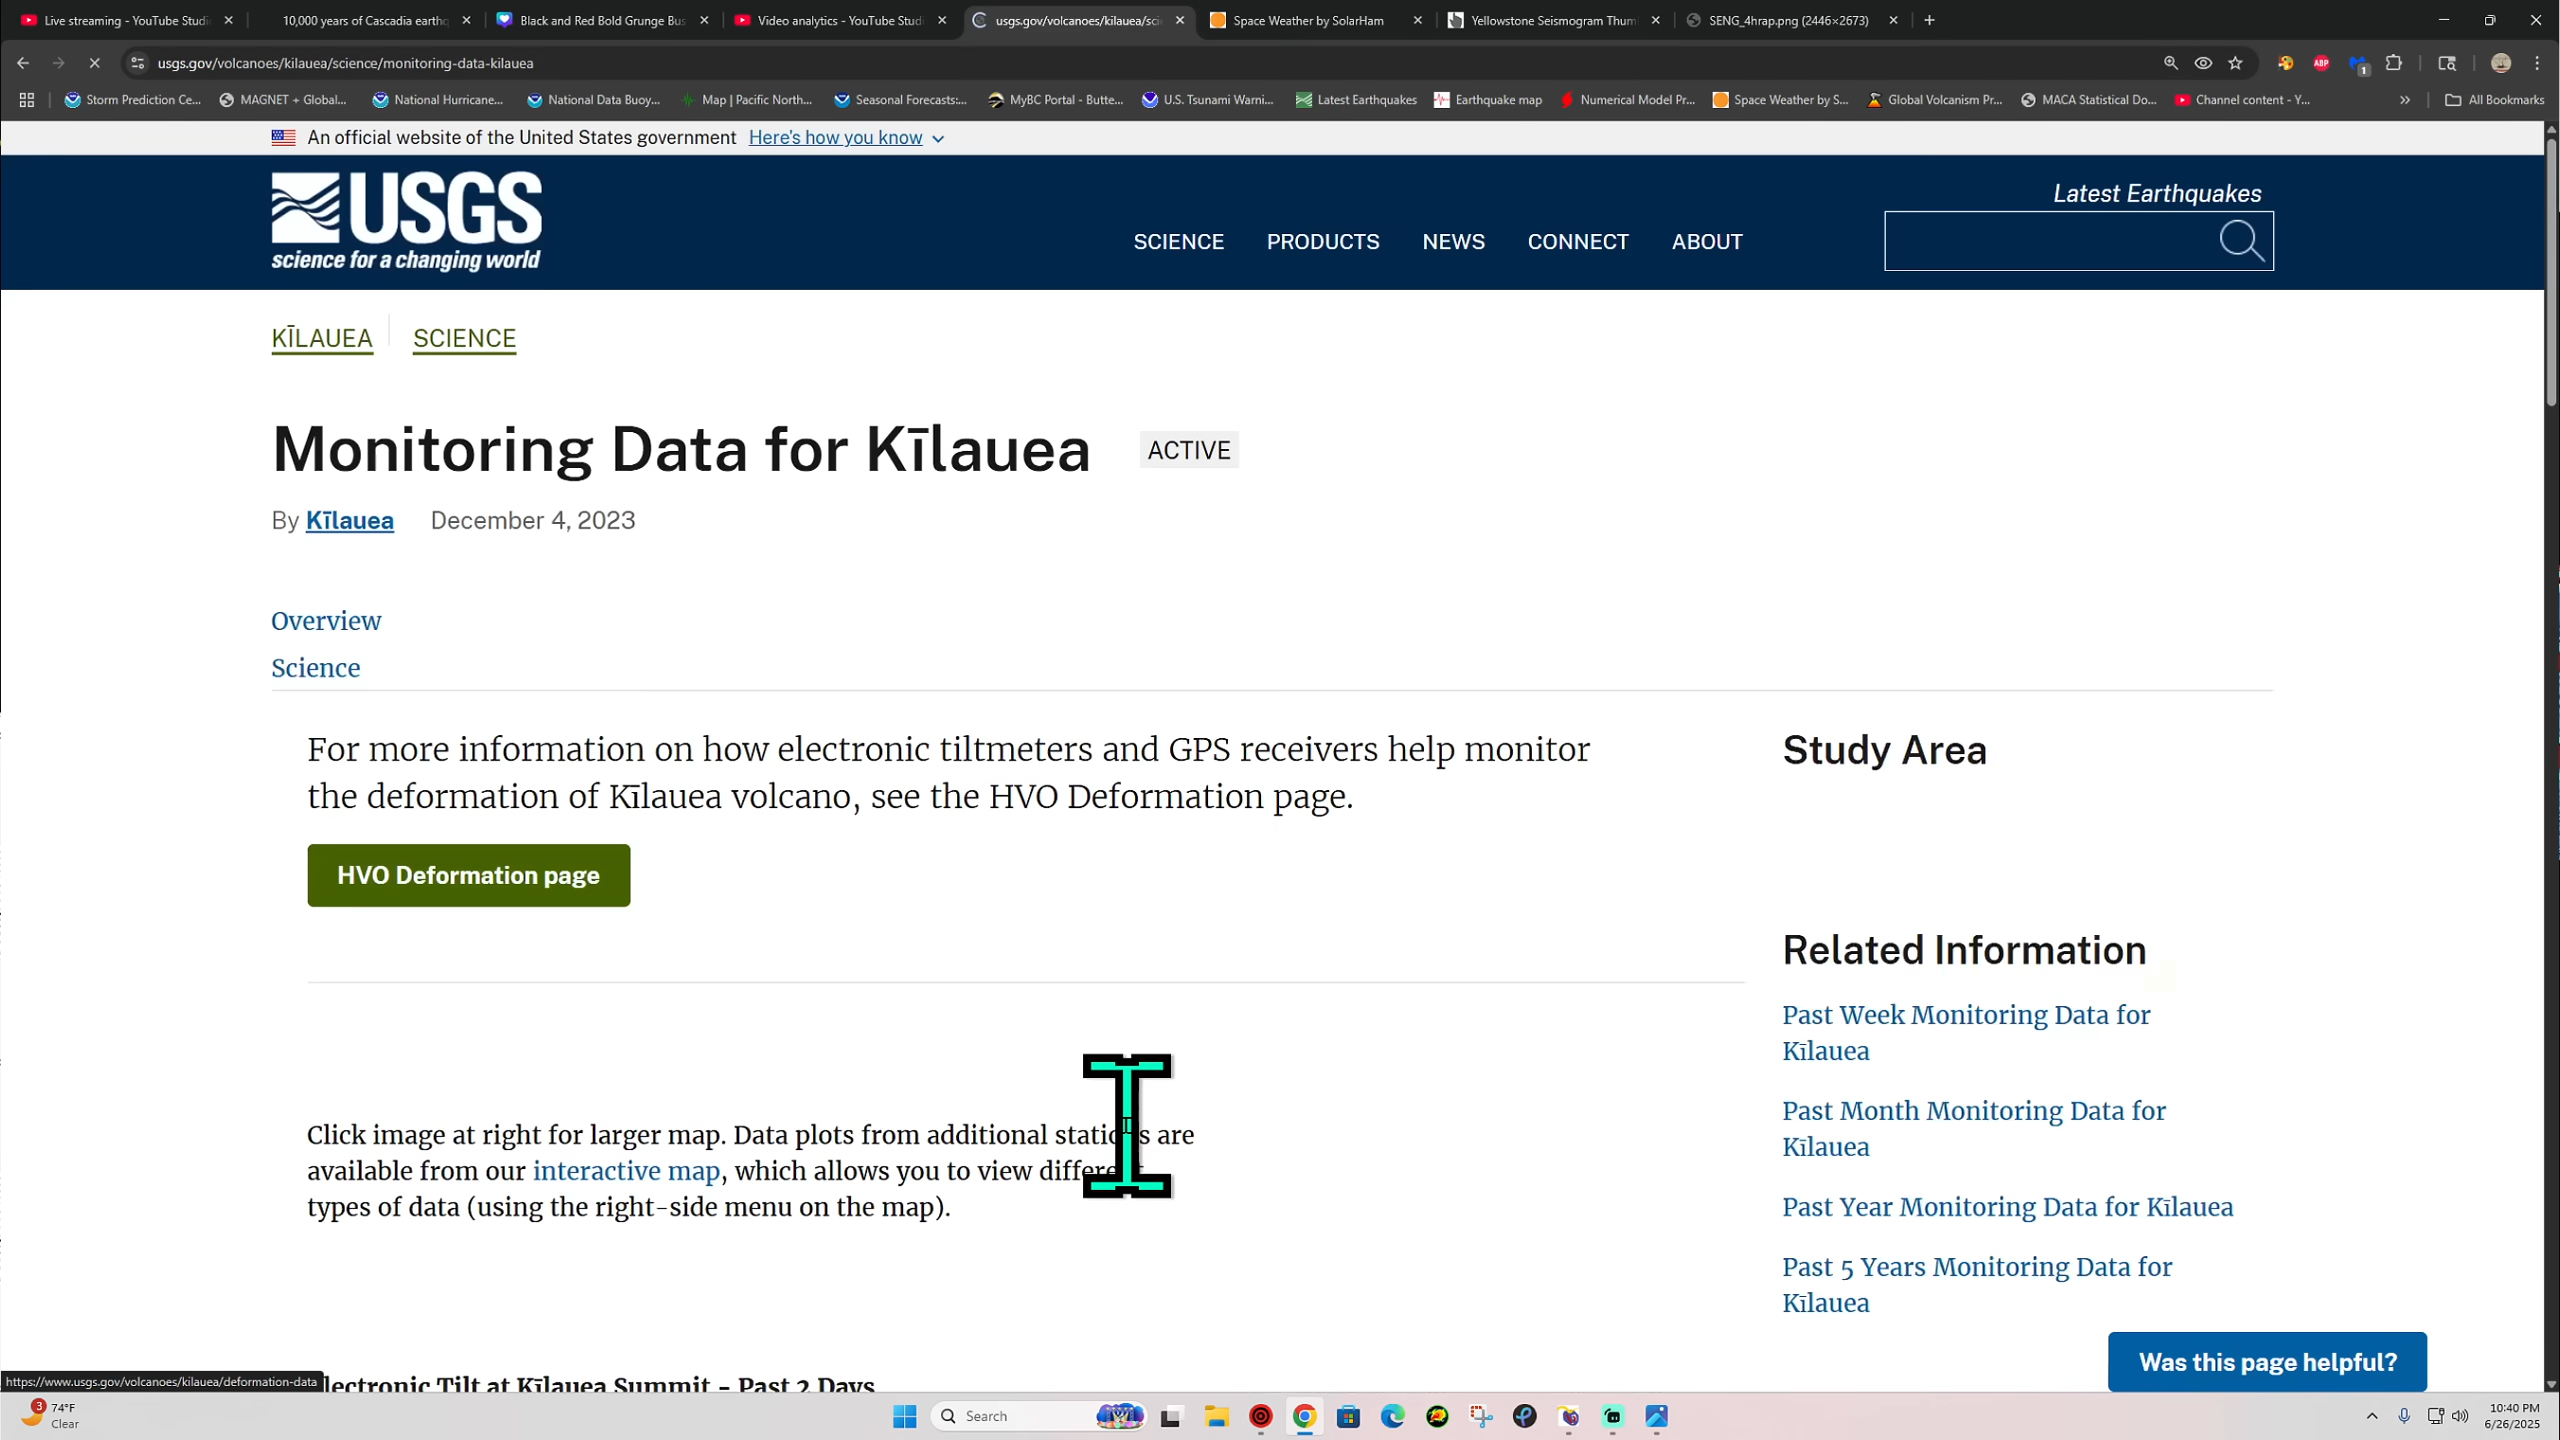 Live streaming - YouTube Studi
10,000 years of Cascadia earthq
Black and Red Bold Grunge Bus
Video analytics - YouTube Studi
usgs.gov/volcanoes/kilauea/sci
Space Weather by SolarHam
Yellowstone Seismogram Thum
SENG_4hrap.png (2446×2673)
usgs.gov/volcanoes/kilauea/science/monitoring-data-kilauea
ABP
1
Storm Prediction Ce...
MAGNET + Global...
National Hurricane...
National Data Buoy...
Map | Pacific North...
Seasonal Forecasts:...
MyBC Portal - Butte...
U.S. Tsunami Warni...
Latest Earthquakes
Earthquake map
Numerical Model Pr...
Space Weather by S...
Global Volcanism Pr...
MACA Statistical Do...
Channel content - Y...
All Bookmarks
An official website of the United States government Here's how you know
USGS
science for a changing world
SCIENCE PRODUCTS NEWS CONNECT ABOUT
Latest Earthquakes
KĪLAUEA SCIENCE
Monitoring Data for Kīlauea ACTIVE
By Kīlauea December 4, 2023
Overview
Science
For more information on how electronic tiltmeters and GPS receivers help monitor
the deformation of Kīlauea volcano, see the HVO Deformation page.
HVO Deformation page
Click image at right for larger map. Data plots from additional stations are
available from our interactive map, which allows you to view different
types of data (using the right-side menu on the map).
lectronic Tilt at Kīlauea Summit - Past 2 Days
Study Area
Related Information
Past Week Monitoring Data for
Kīlauea
Past Month Monitoring Data for
Kīlauea
Past Year Monitoring Data for Kīlauea
Past 5 Years Monitoring Data for
Kīlauea
Was this page helpful?
https://www.usgs.gov/volcanoes/kilauea/deformation-data
3
74°F
Clear
Search
10:40 PM
6/26/2025